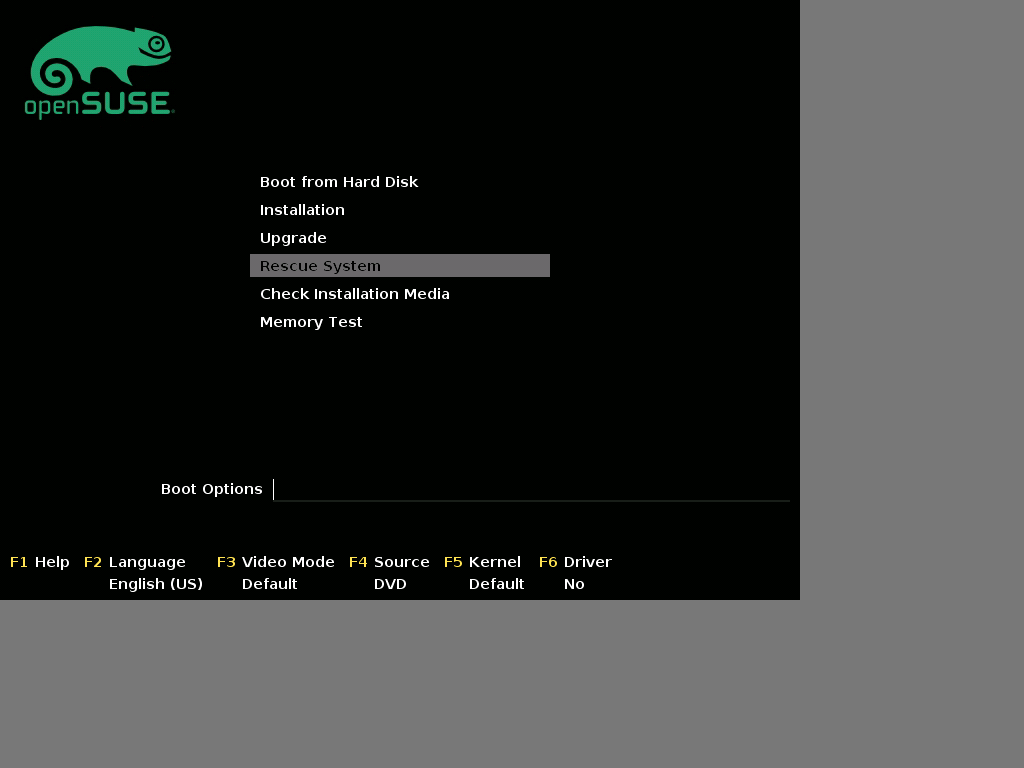 openSUSE
Boot from Hard Disk
Installation
Upgrade
Rescue System
Check Installation Media
Memory Test
Boot Options
F1 Help F2 Language F3 Video Mode F4 Source F5 Kernel F6 Driver
English (US) Default DVD Default No